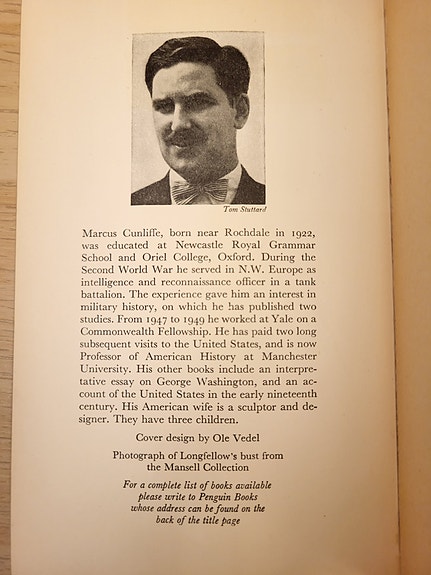 Tom Stuttard
Marcus Cunliffe, born near Rochdale in 1922,
was educated at Newcastle Royal Grammar
School and Oriel College, Oxford. During the
Second World War he served in N.W. Europe as
intelligence and reconnaissance officer in a tank
battalion. The experience gave him an interest in
military history, on which he has published two
studies. From 1947 to 1949 he worked at Yale on a
Commonwealth Fellowship. He has paid two long
subsequent visits to the United States, and is now
Professor of American History at Manchester
University. His other books include an interpre-
tative essay on George Washington, and an ac-
count of the United States in the early nineteenth
century. His American wife is a sculptor and de-
signer. They have three children.
Cover design by Ole Vedel
Photograph of Longfellow's bust from
the Mansell Collection
For a complete list of books available
please write to Penguin Books
whose address can be found on the
back of the title page